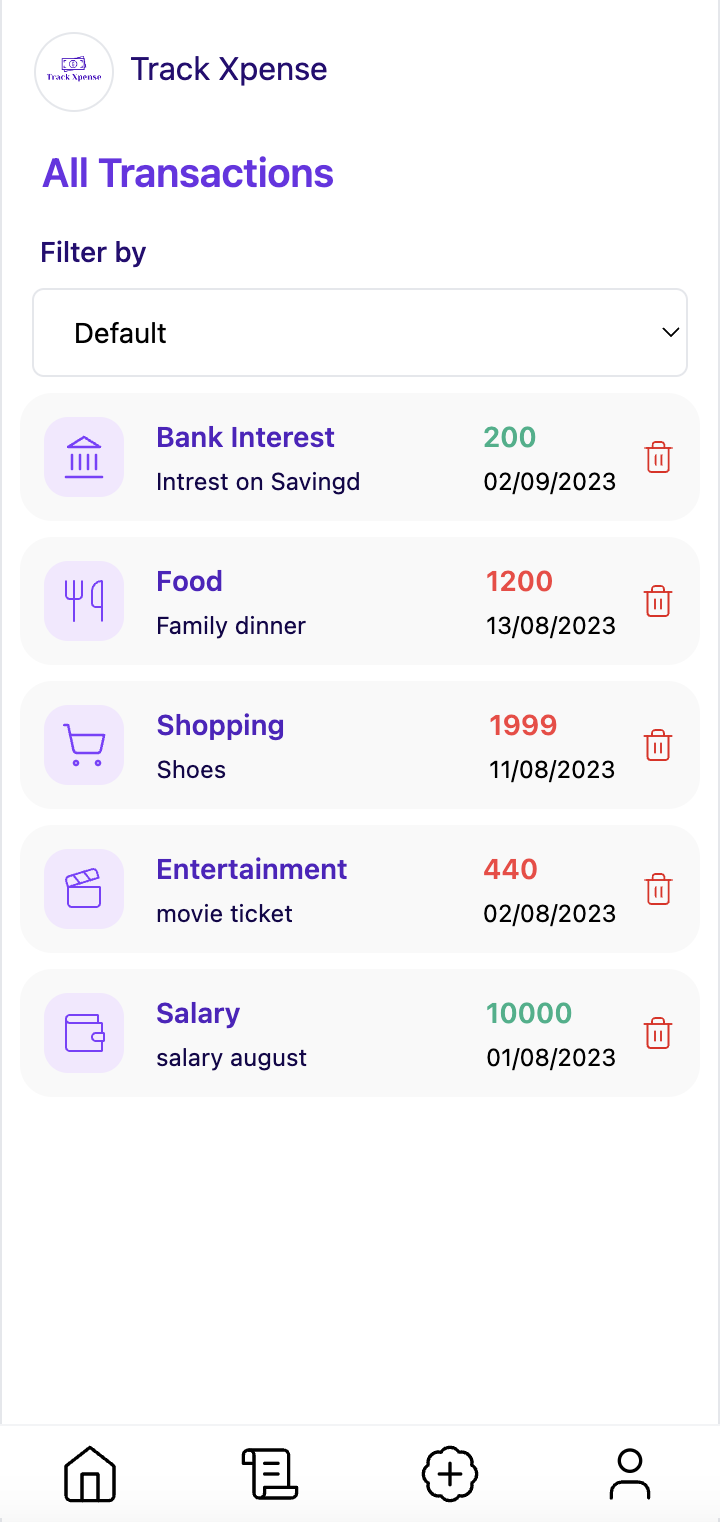 Track Xpense
Track Xpense
All Transactions
Filter by
Default
Bank Interest 200
Intrest on Savingd 02/09/2023
Food 1200
Family dinner 13/08/2023
Shopping 1999
Shoes 11/08/2023
Entertainment 440
movie ticket 02/08/2023
Salary 10000
salary august 01/08/2023